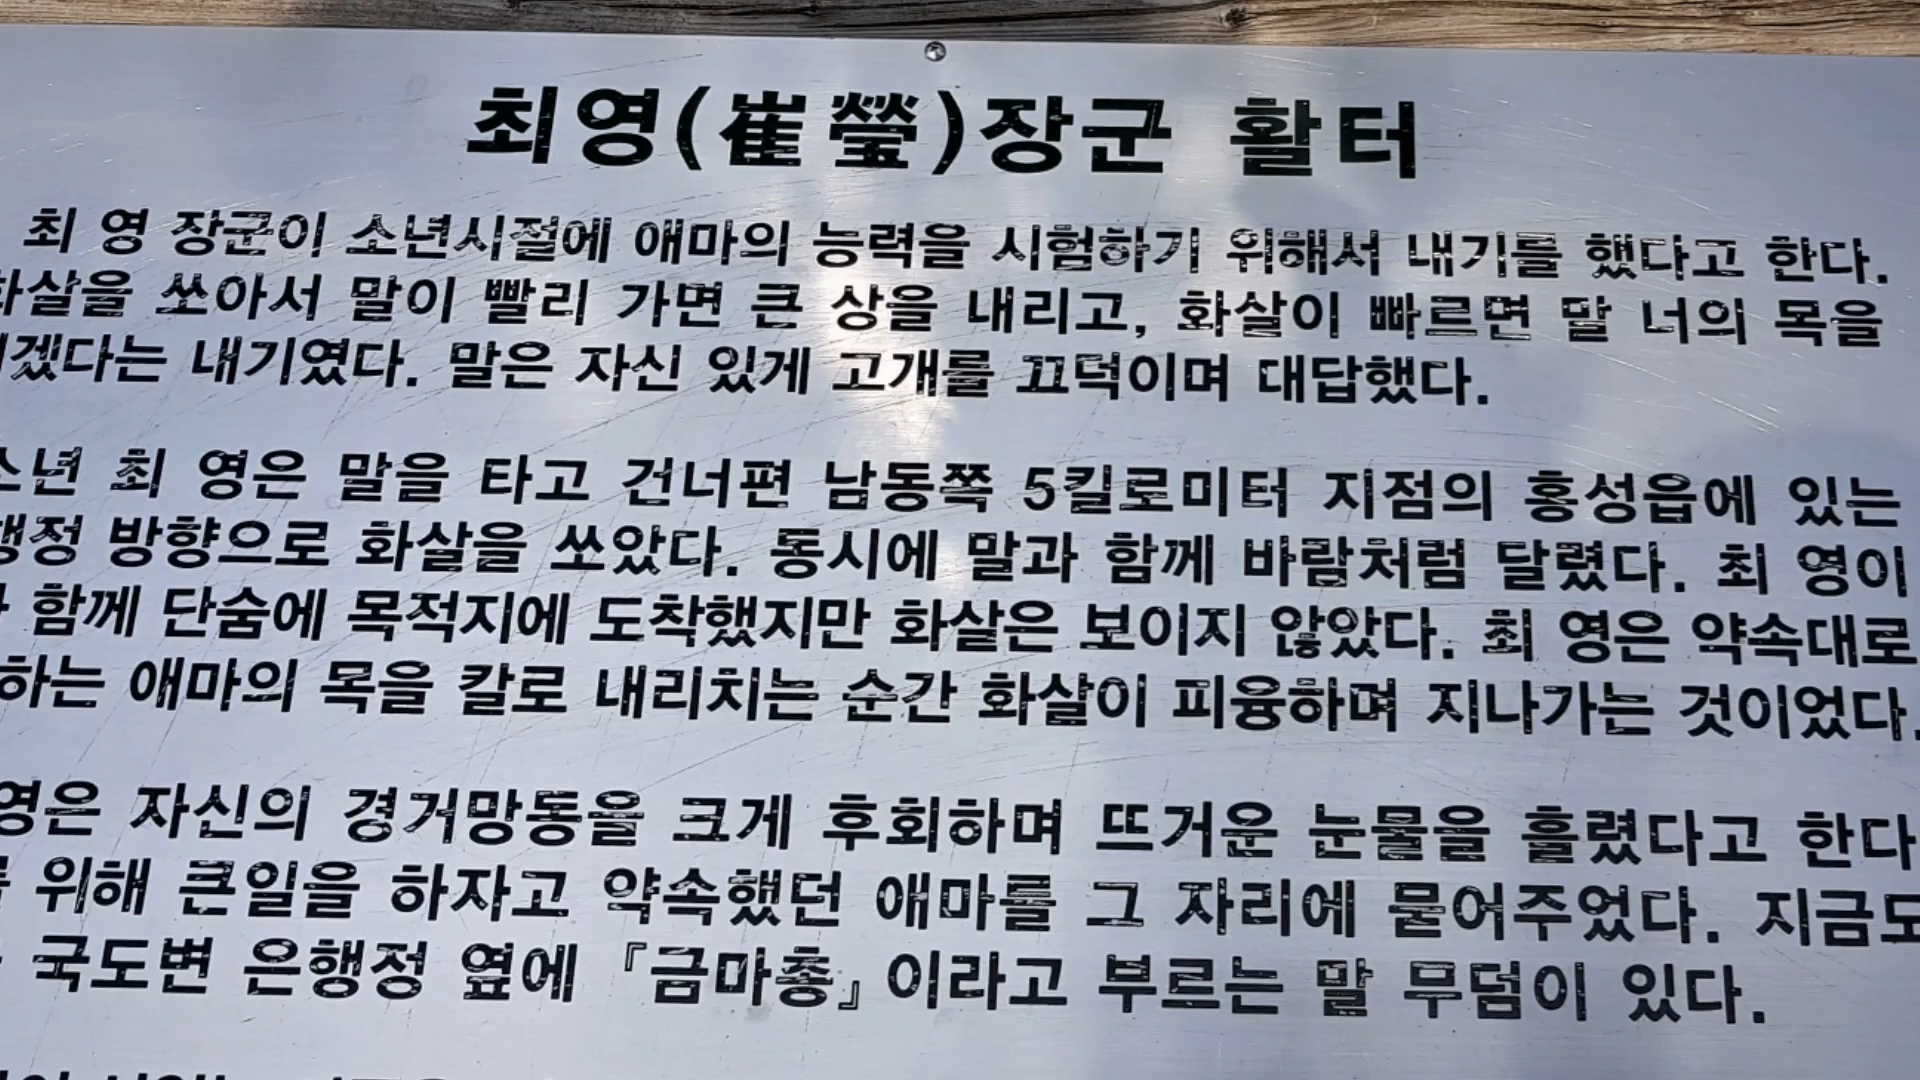 최영(崔瑩)장군 활터
최 영 장군이 소년시절에 애마의 능력을 시험하기 위해서 내기를 했다고 한다.
화살을 쏘아서 말이 빨리 가면 큰 상을 내리고, 화살이 빠르면 말 너의 목을
내기였다. 말은 자신 있게 고개를 끄덕이며 대답했다.
소년 최 영은 말을 타고 건너편 남동쪽 5킬로미터 지점의 홍성읍에 있는
방향으로 화살을 쏘았다. 동시에 말과 함께 바람처럼 달렸다. 최 영이
함께 단숨에 목적지에 도착했지만 화살은 보이지 않았다. 최 영은 약속대로
하는 애마의 목을 칼로 내리치는 순간 화살이 피융하며 지나가는 것이었다.
영은 자신의 경거망동을 크게 후회하며 뜨거운 눈물을 흘렸다고 한다
위해 큰일을 하자고 약속했던 애마를 그 자리에 묻어주었다. 지금도
국도변 은행정 옆에 『금마총』이라고 부르는 말 무덤이 있다.